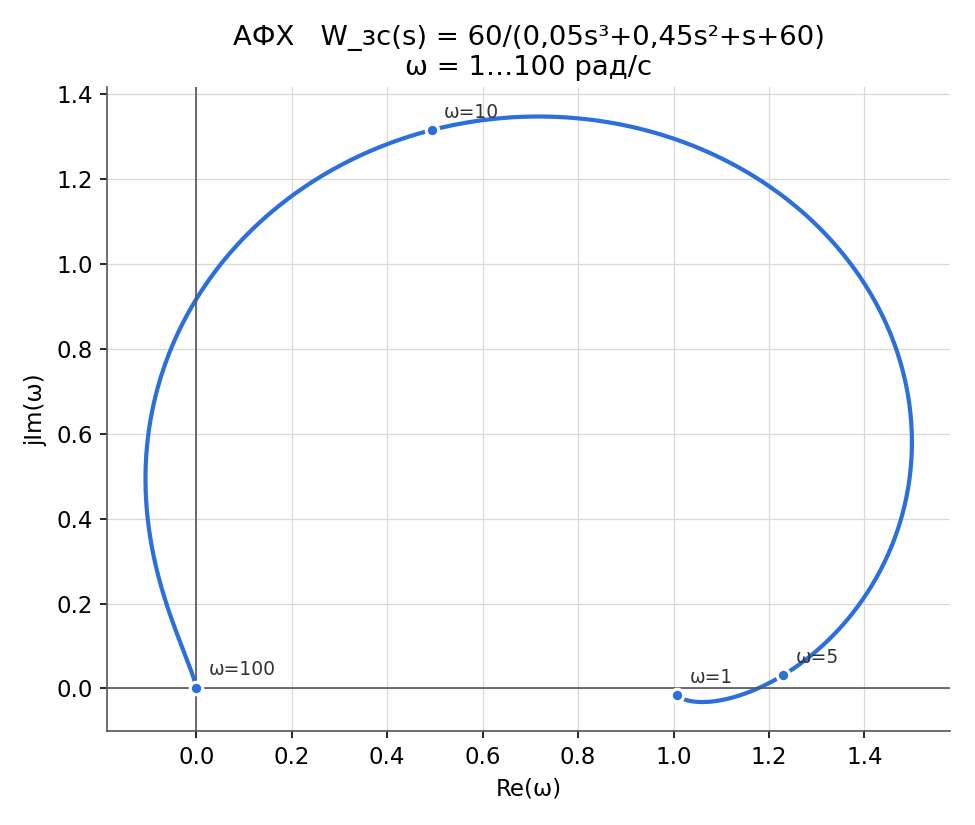 АФХ   W_зс(s) = 60/(0,05s³+0,45s²+s+60)
ω = 1…100 рад/с
jIm(ω)
1.4
1.2
1.0
0.8
0.6
0.4
0.2
0.0
ω=10
ω=5
ω=1
ω=100
0.0 0.2 0.4 0.6 0.8 1.0 1.2 1.4
Re(ω)